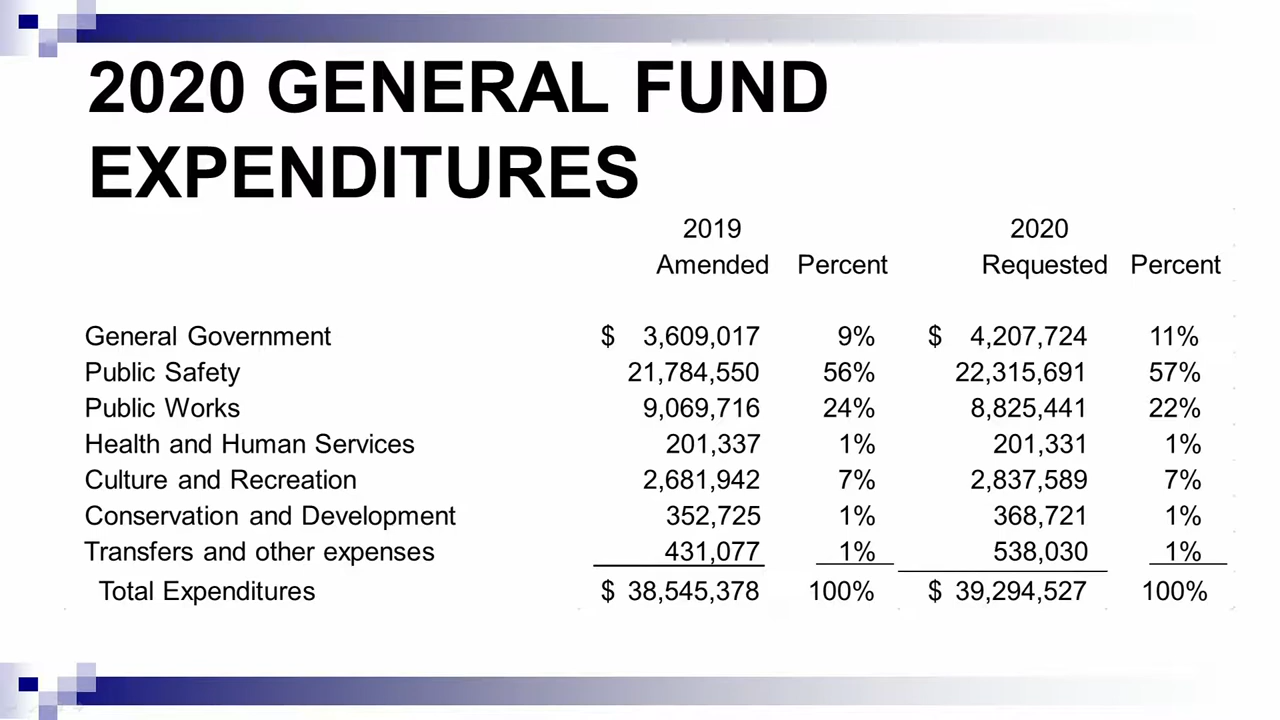 2020 GENERAL FUND
EXPENDITURES
2019 2020
Amended Percent Requested Percent
General Government $ 3,609,017 9% $ 4,207,724 11%
Public Safety 21,784,550 56% 22,315,691 57%
Public Works 9,069,716 24% 8,825,441 22%
Health and Human Services 201,337 1% 201,331 1%
Culture and Recreation 2,681,942 7% 2,837,589 7%
Conservation and Development 352,725 1% 368,721 1%
Transfers and other expenses 431,077 1% 538,030 1%
Total Expenditures $ 38,545,378 100% $ 39,294,527 100%